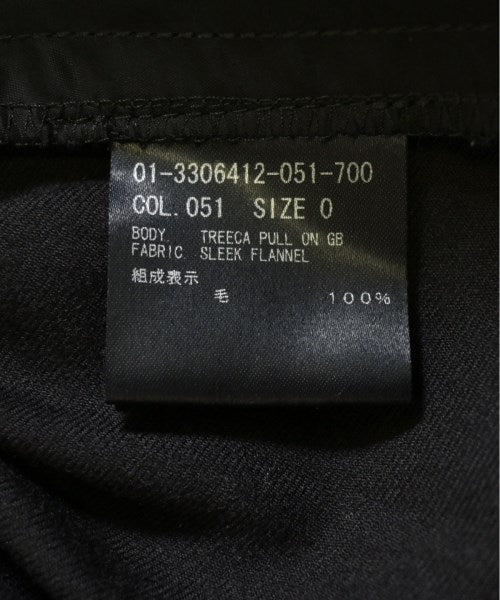 01-3306412-051-700
COL.051 SIZE 0
BODY TREECA PULL ON GB
FABRIC SLEEK FLANNEL
組成表示
毛 100%